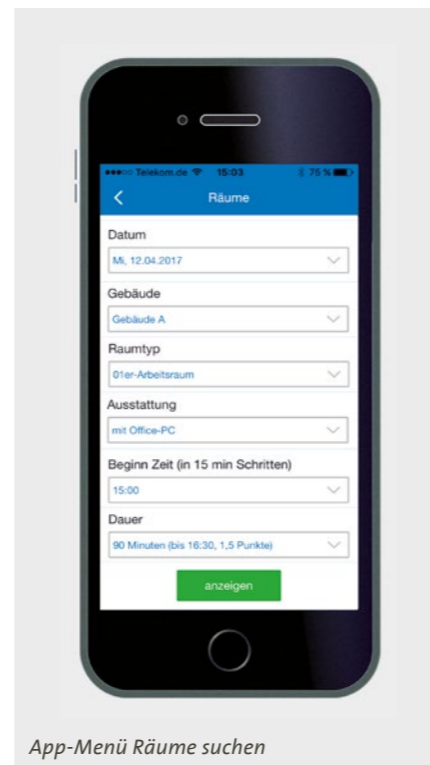 Telekom.de 15:03 75 %
Räume
Datum
Mi, 12.04.2017
Gebäude
Gebäude A
Raumtyp
01er-Arbeitsraum
Ausstattung
mit Office-PC
Beginn Zeit (in 15 min Schritten)
15:00
Dauer
90 Minuten (bis 16:30, 1,5 Punkte)
anzeigen
App-Menü Räume suchen